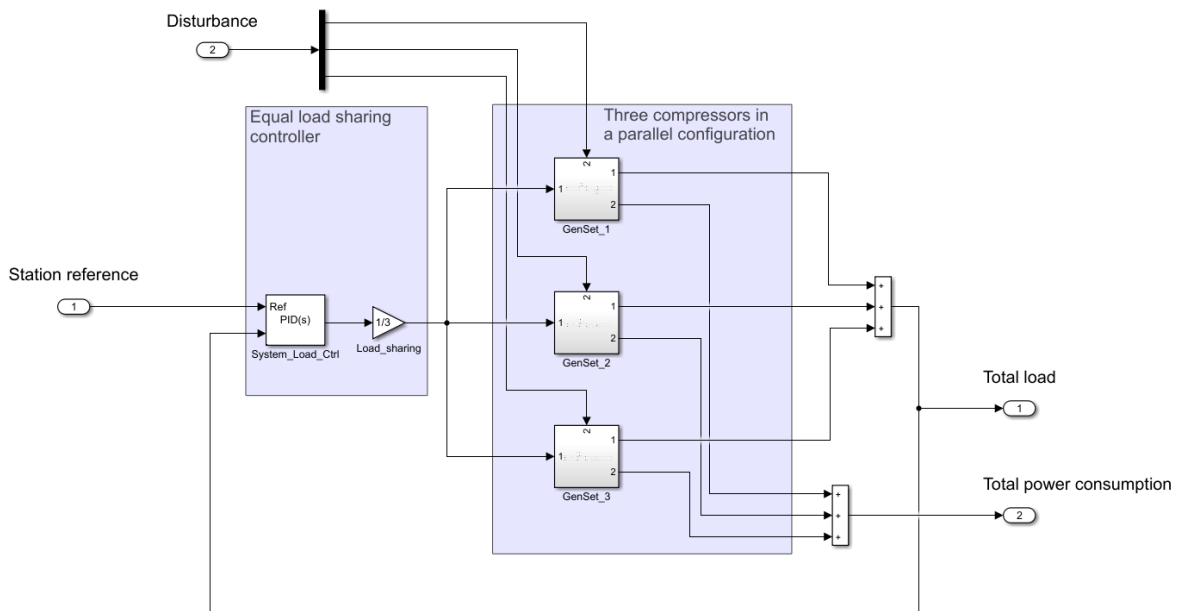 Disturbance
2
Equal load sharing
controller
Three compressors in
a parallel configuration
2
1
1
2
GenSet_1
Station reference
1
Ref
PID(s)
System_Load_Ctrl
1/3
Load_sharing
2
1
1
2
GenSet_2
+
+
+
Total load
1
2
1
1
2
GenSet_3
+
+
+
Total power consumption
2